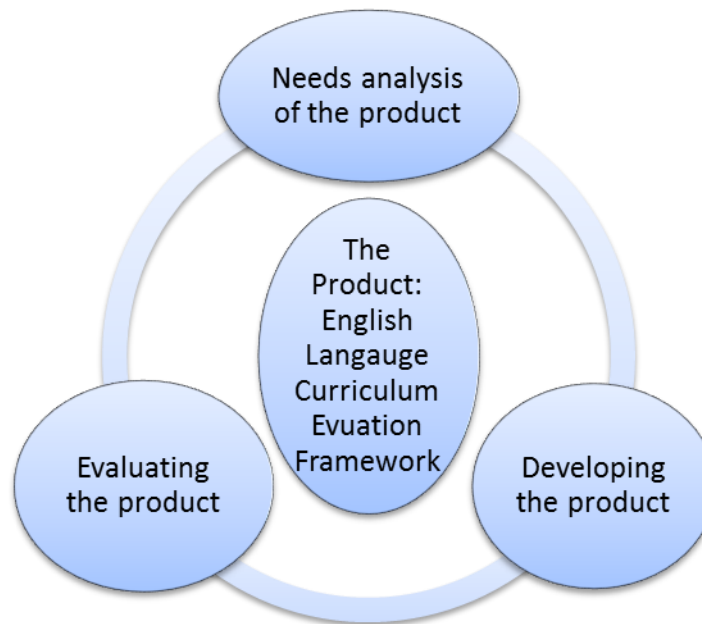 Needs analysis
of the product
The
Product:
English
Langauge
Curriculum
Evuation
Framework
Evaluating
the product
Developing
the product